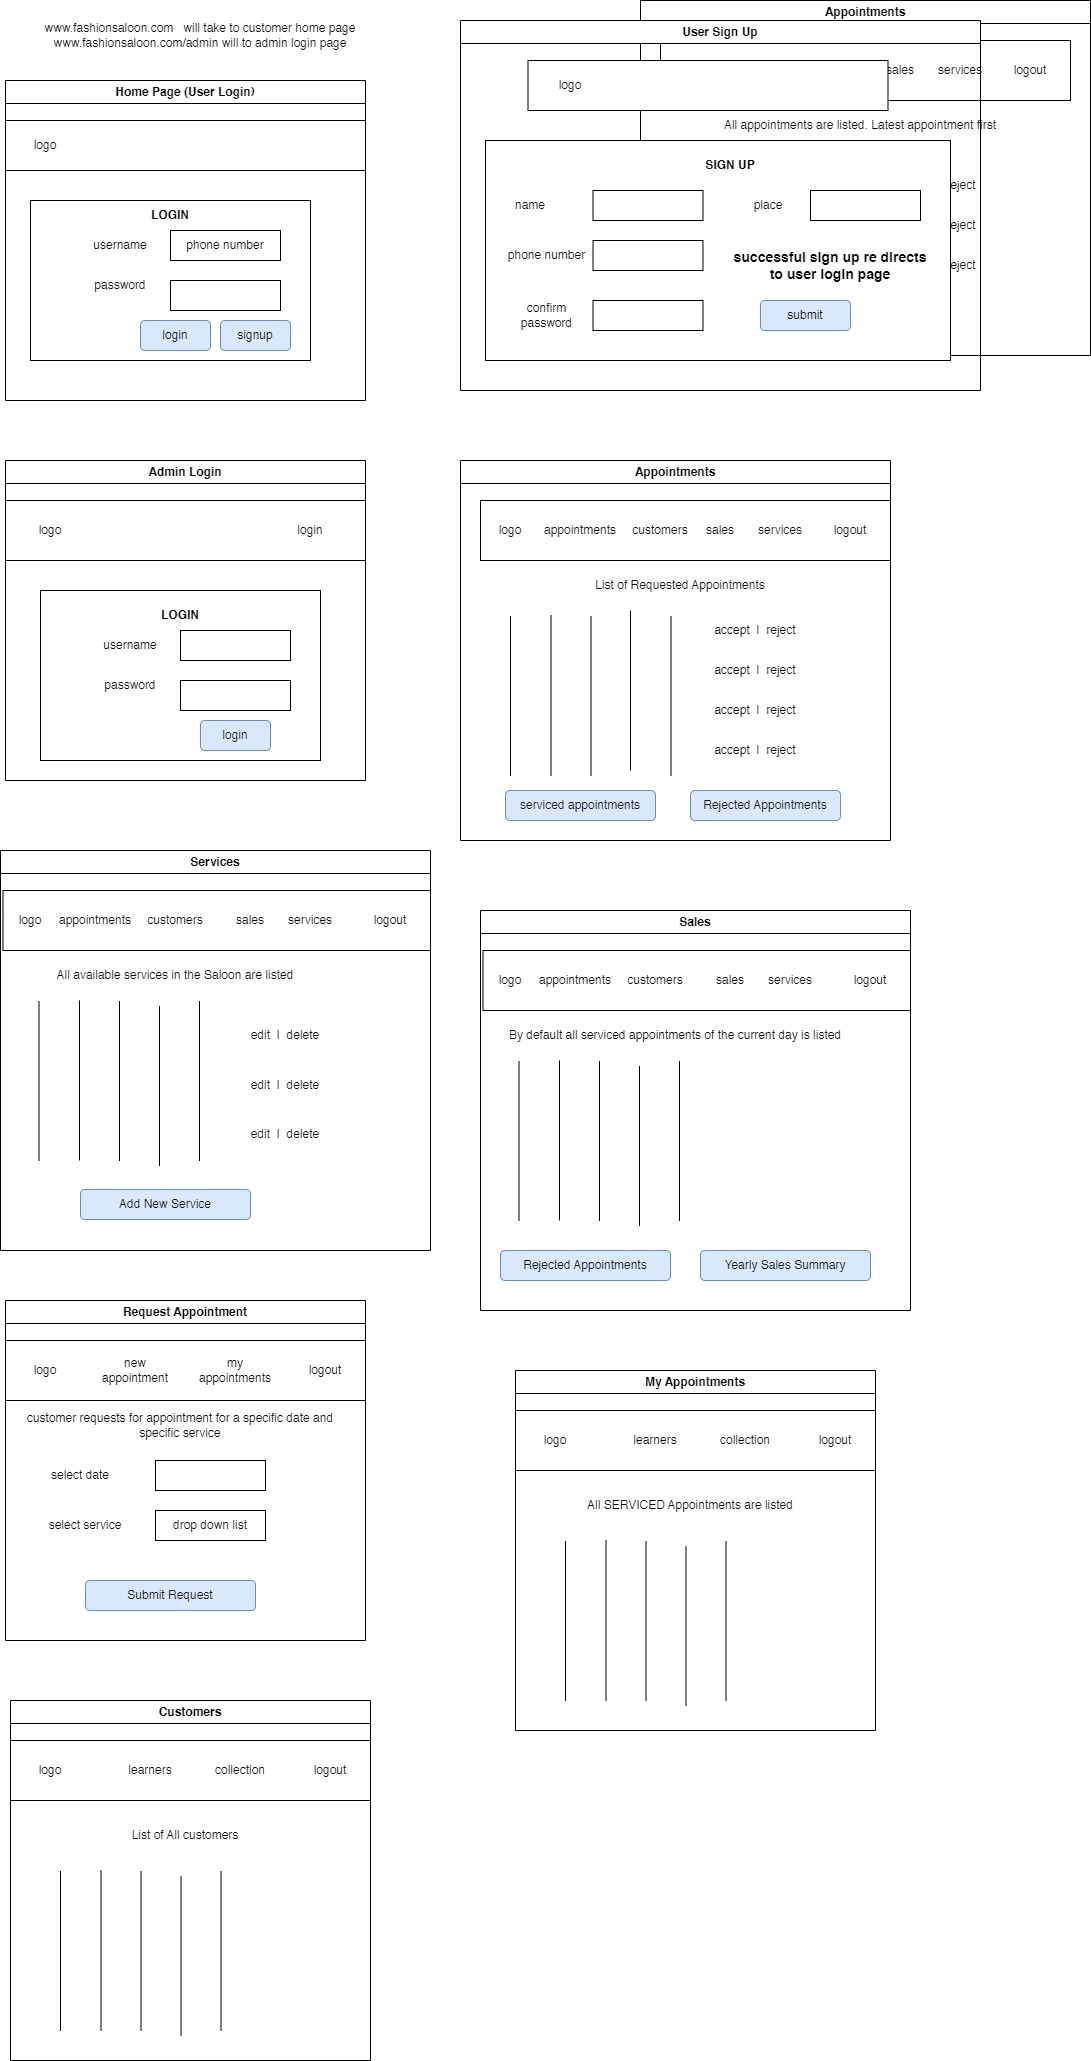 www.fashionsaloon.com will take to customer home page
www.fashionsaloon.com/admin will to admin login page
Home Page (User Login)
logo
LOGIN
username
phone number
password
login
signup
Appointments
sales
services
logout
All appointments are listed. Latest appointment first
eject
eject
eject
User Sign Up
logo
SIGN UP
name
place
phone number
successful sign up re directs
to user login page
confirm
password
submit
Admin Login
logo
login
LOGIN
username
password
login
Appointments
logo
appointments
customers
sales
services
logout
List of Requested Appointments
accept | reject
accept | reject
accept | reject
accept | reject
serviced appointments
Rejected Appointments
Services
logo
appointments
customers
sales
services
logout
All available services in the Saloon are listed
edit | delete
edit | delete
edit | delete
Add New Service
Sales
logo
appointments
customers
sales
services
logout
By default all serviced appointments of the current day is listed
Rejected Appointments
Yearly Sales Summary
Request Appointment
logo
new
appointment
my
appointments
logout
customer requests for appointment for a specific date and
specific service
select date
select service
drop down list
Submit Request
My Appointments
logo
learners
collection
logout
All SERVICED Appointments are listed
Customers
logo
learners
collection
logout
List of All customers